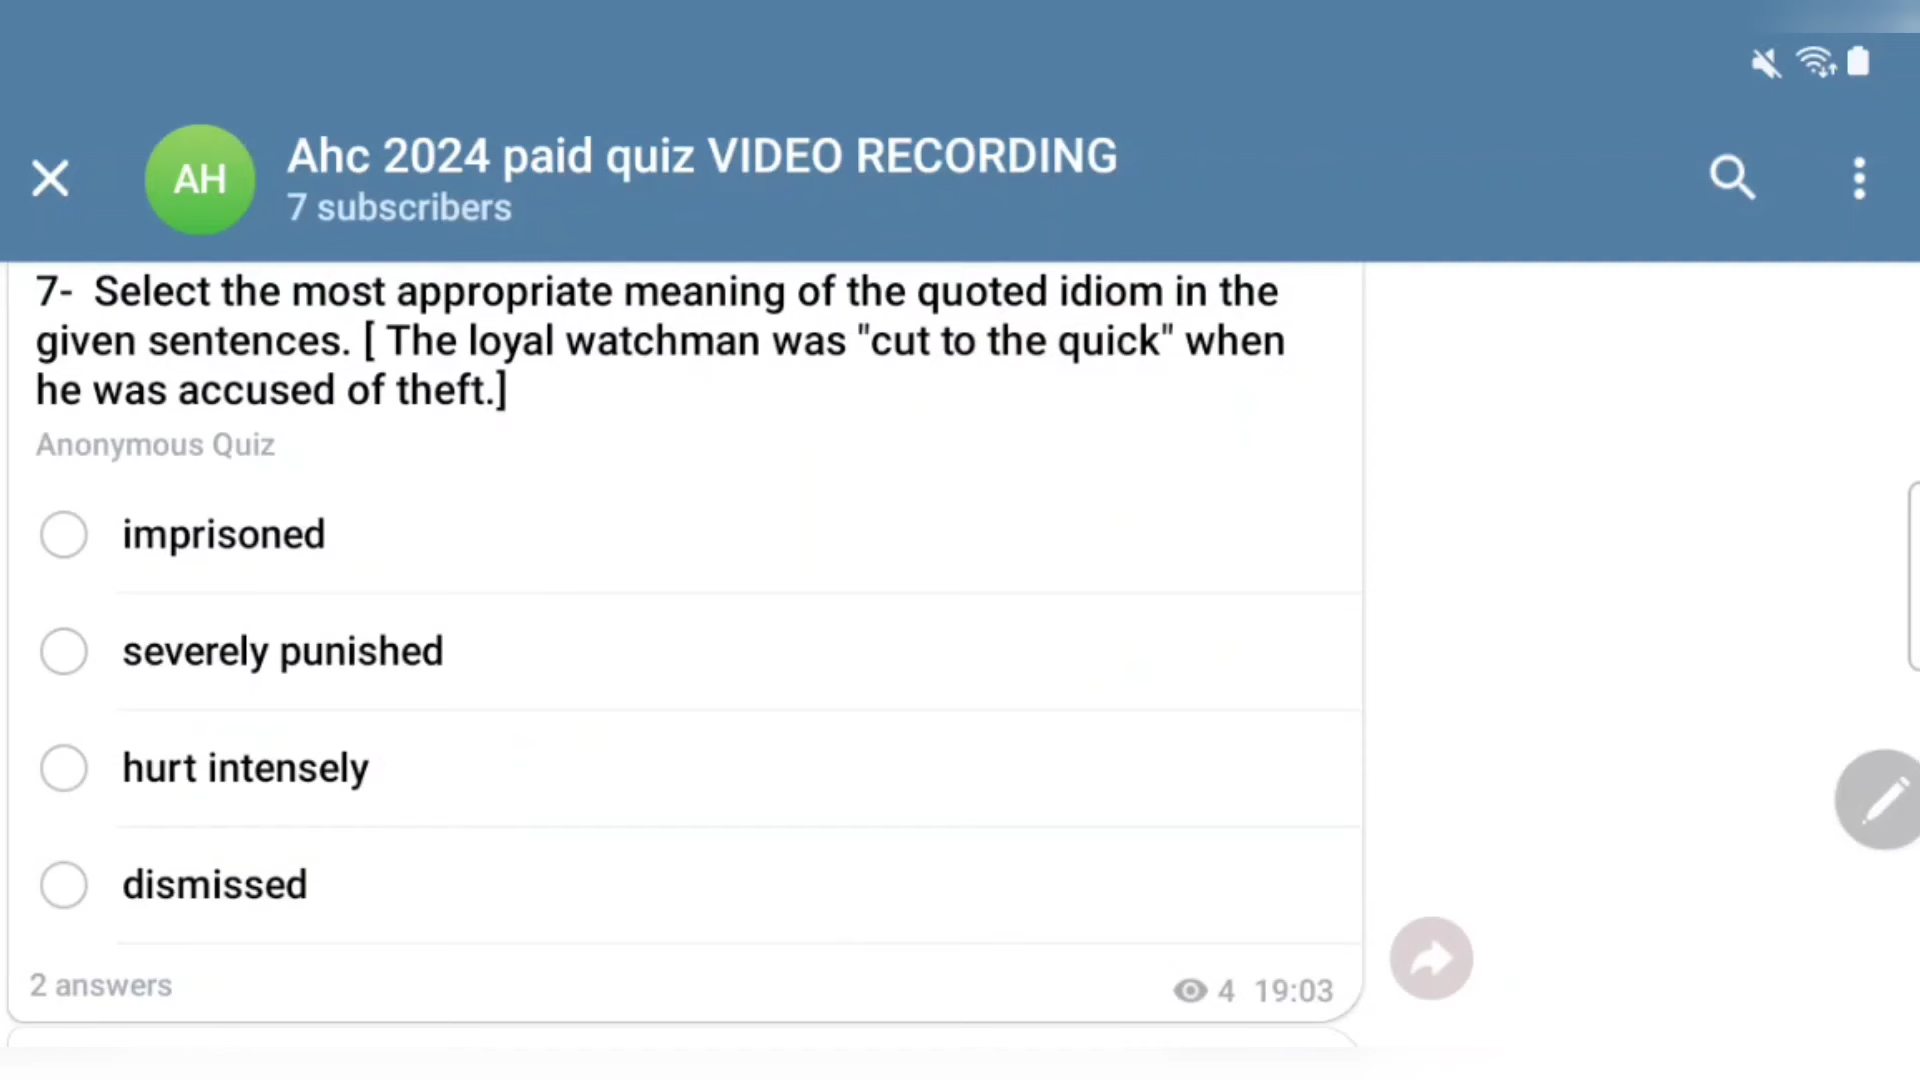 Ahc 2024 paid quiz VIDEO RECORDING
AH
7 subscribers
7- Select the most appropriate meaning of the quoted idiom in the
given sentences. [ The loyal watchman was "cut to the quick" when
he was accused of theft.]
Anonymous Quiz
imprisoned
severely punished
hurt intensely
dismissed
2 answers
4 19:03